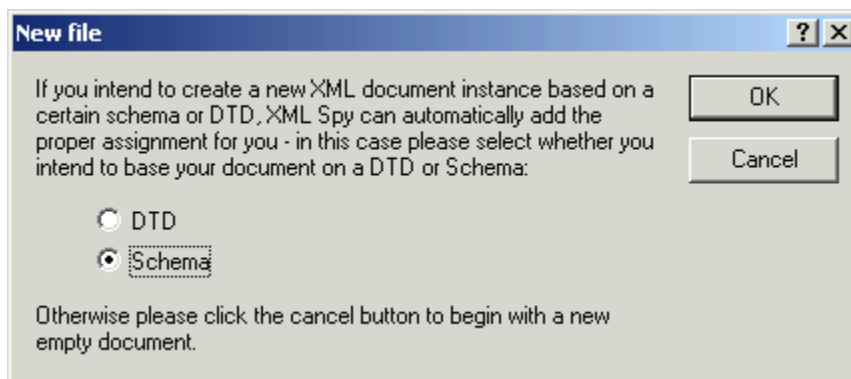 New file
If you intend to create a new XML document instance based on a
certain schema or DTD, XML Spy can automatically add the
proper assignment for you - in this case please select whether you
intend to base your document on a DTD or Schema:
OK
Cancel
DTD
Schema
Otherwise please click the cancel button to begin with a new
empty document.